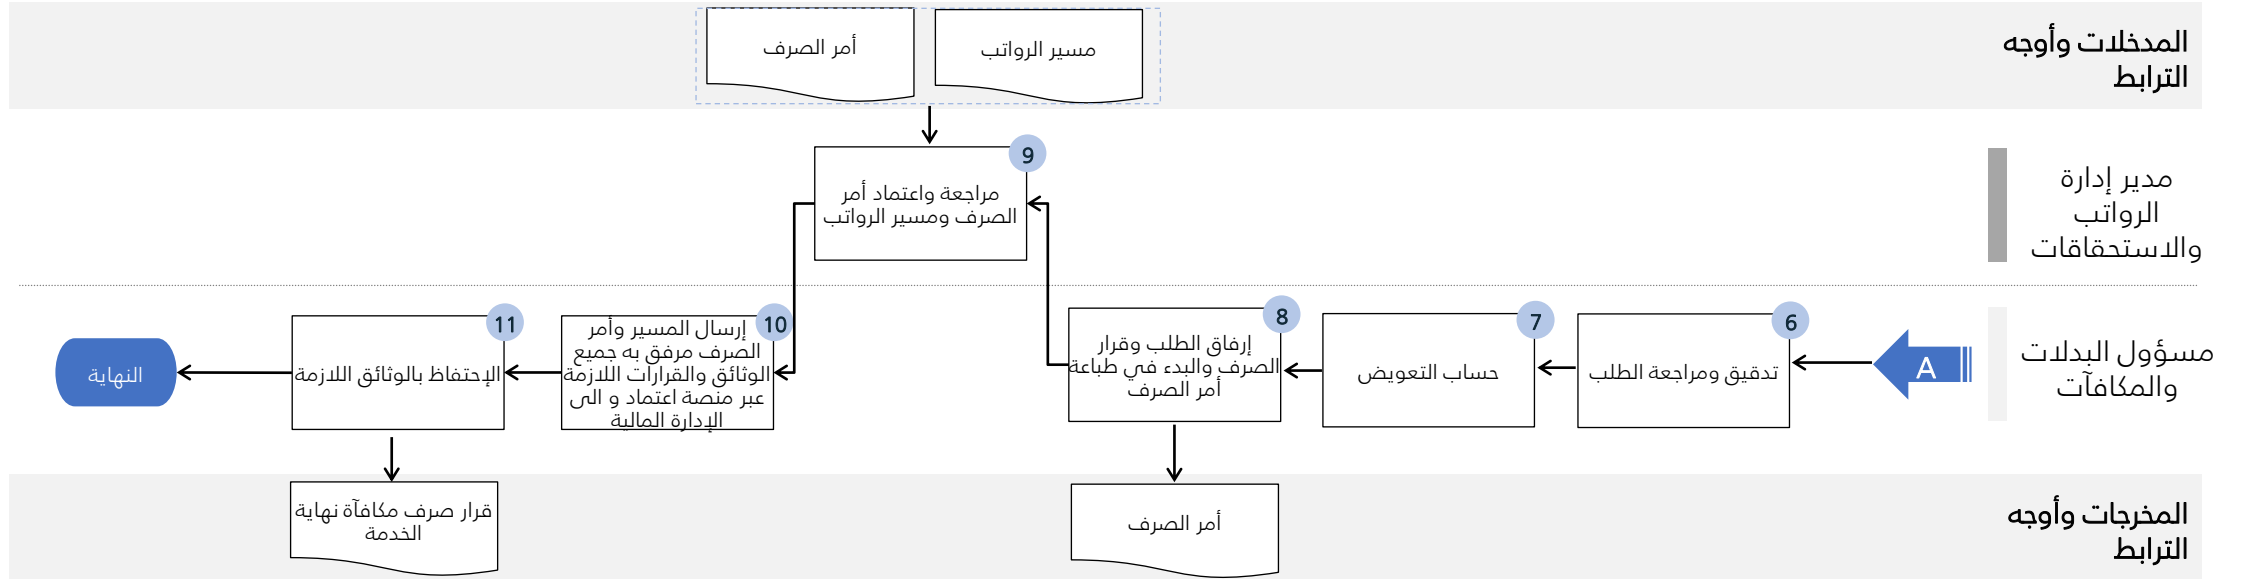 المدخلات وأوجه
الترابط
مسير الرواتب
أمر الصرف
مدير إدارة
الرواتب
والاستحقاقات
9
مراجعة واعتماد أمر
الصرف ومسير الرواتب
مسؤول البدلات
والمكافآت
A
6
تدقيق ومراجعة الطلب
7
حساب التعويض
8
إرفاق الطلب وقرار
الصرف والبدء في طباعة
أمر الصرف
10
إرسال المسير وأمر
الصرف مرفق به جميع
الوثائق والقرارات اللازمة
عبر منصة اعتماد و الى
الإدارة المالية
11
الإحتفاظ بالوثائق اللازمة
النهاية
المخرجات وأوجه
الترابط
أمر الصرف
قرار صرف مكافآة نهاية
الخدمة